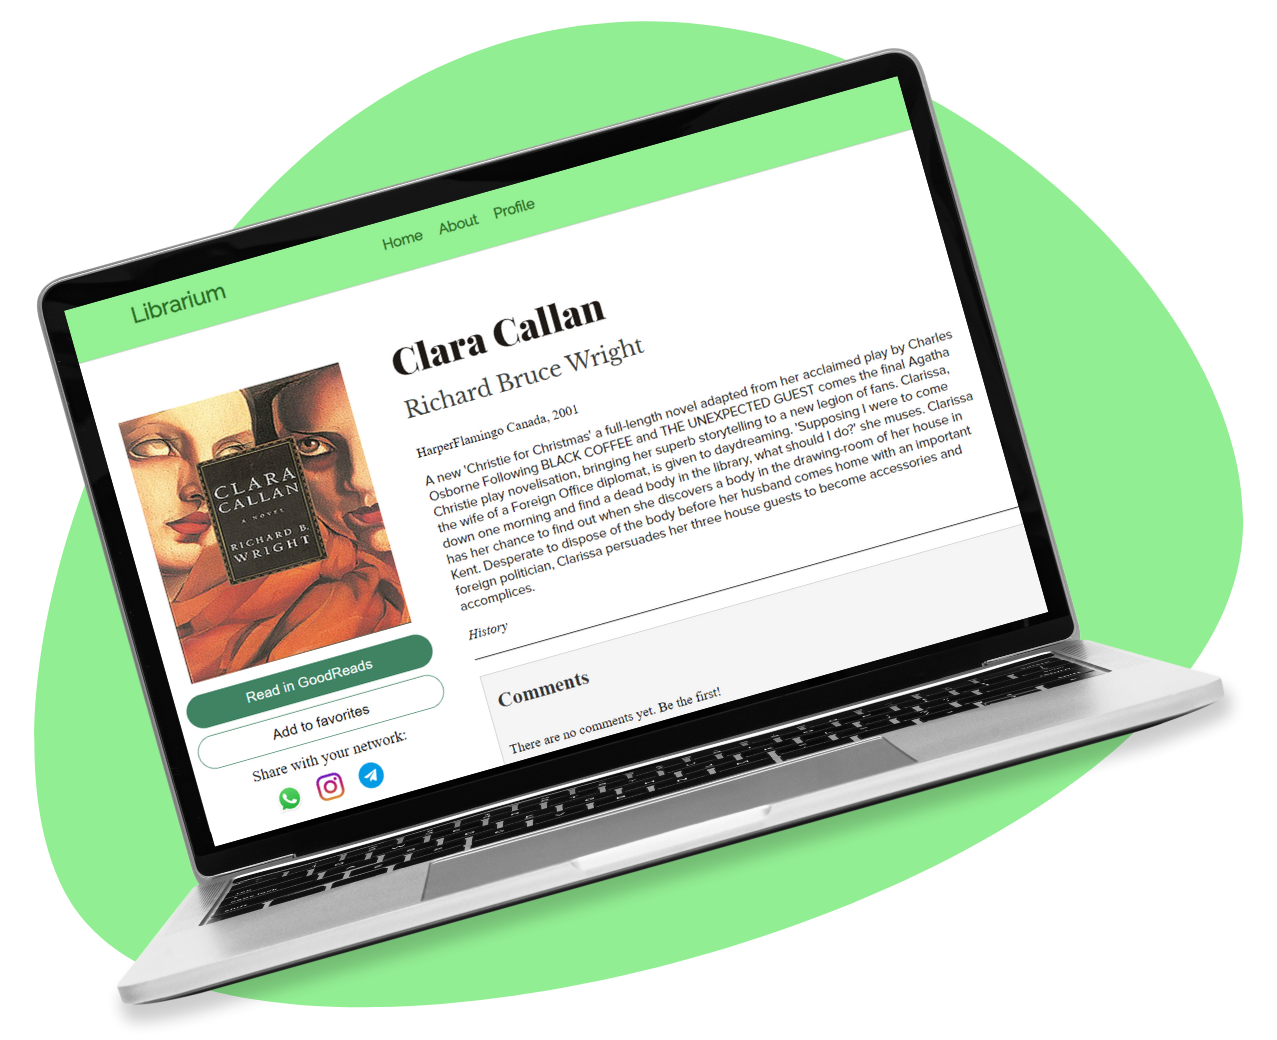 Librarium
Home About Profile
CLARA
CALLAN
A NOVEL
RICHARD B.
WRIGHT
Read in GoodReads
Add to favorites
Share with your network:
Clara Callan
Richard Bruce Wright
HarperFlamingo Canada, 2001
A new 'Christie for Christmas' a full-length novel adapted from her acclaimed play by Charles
Osborne Following BLACK COFFEE and THE UNEXPECTED GUEST comes the final Agatha
Christie play novelisation, bringing her superb storytelling to a new legion of fans. Clarissa,
the wife of a Foreign Office diplomat, is given to daydreaming. 'Supposing I were to come
down one morning and find a dead body in the library, what should I do?' she muses. Clarissa
has her chance to find out when she discovers a body in the drawing-room of her house in
Kent. Desperate to dispose of the body before her husband comes home with an important
foreign politician, Clarissa persuades her three house guests to become accessories and
accomplices.
History
Comments
There are no comments yet. Be the first!